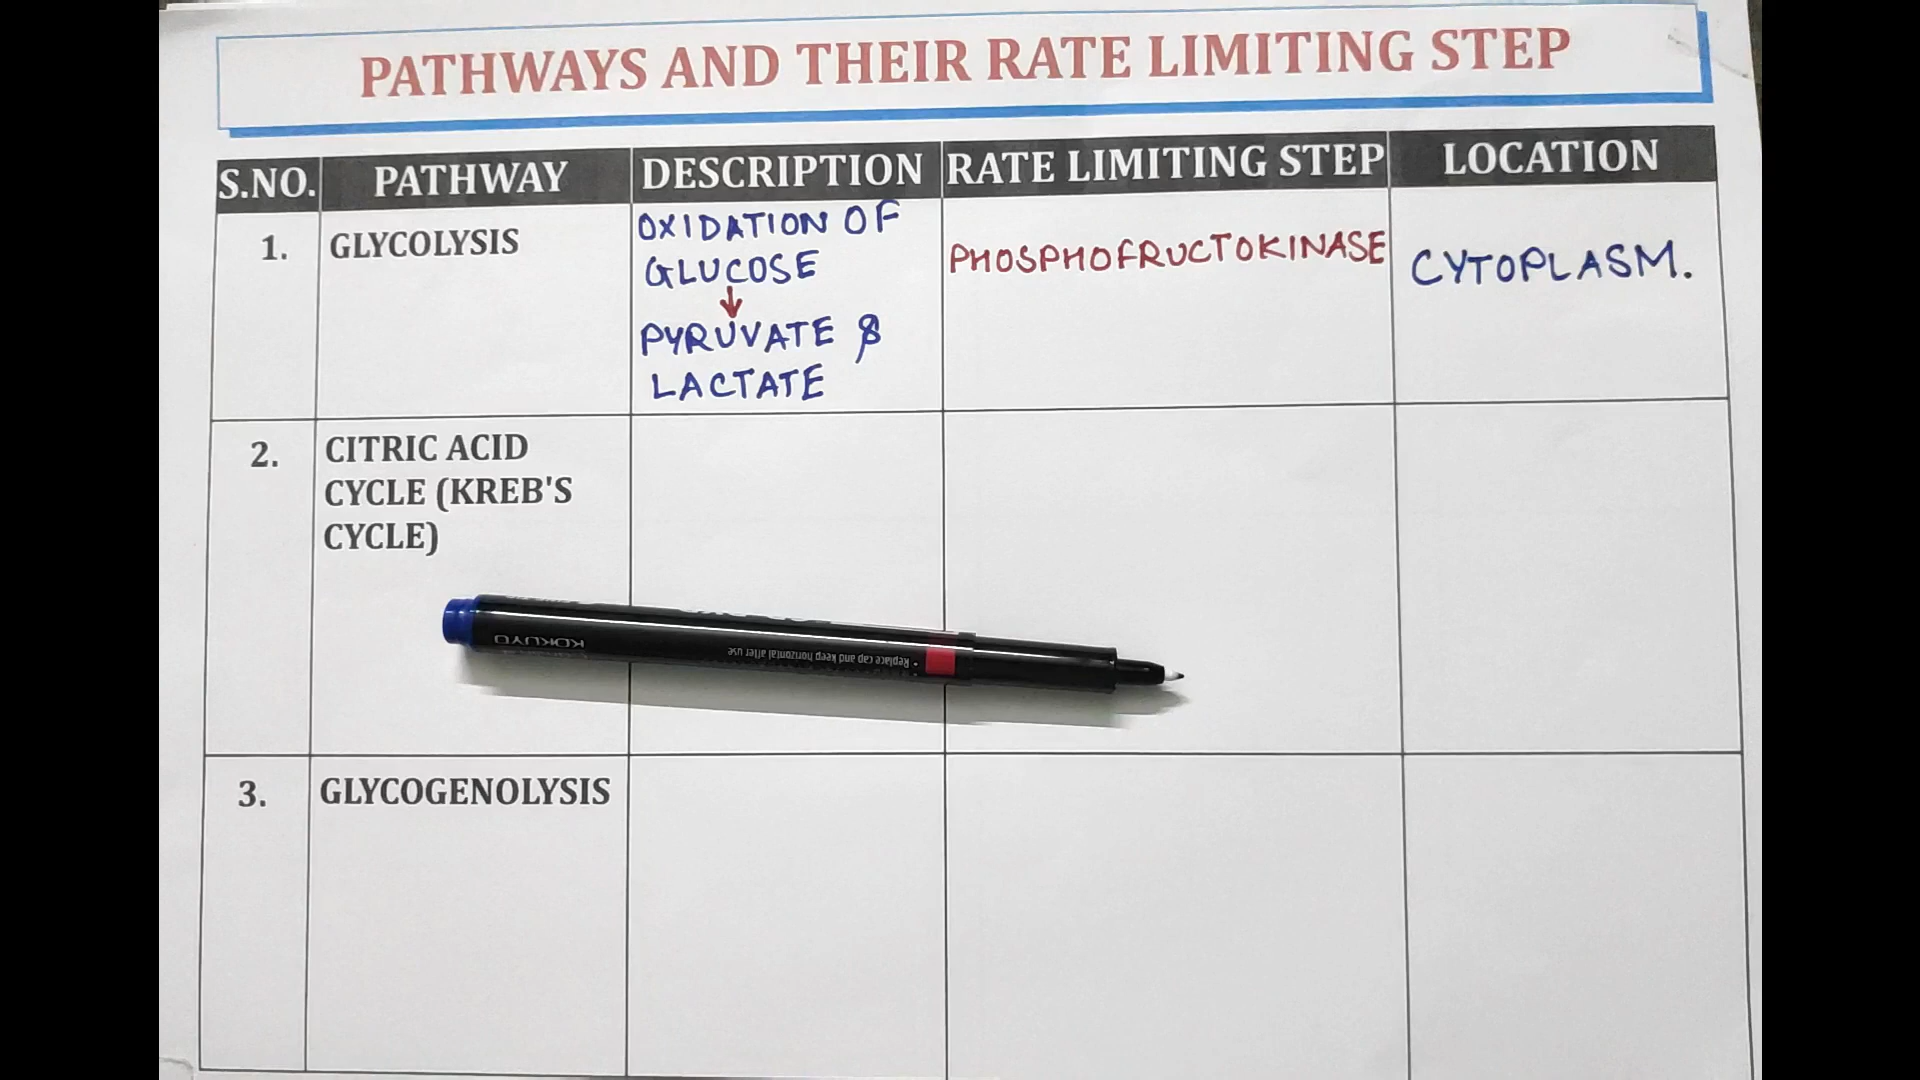 PATHWAYS AND THEIR RATE LIMITING STEP
S.NO. PATHWAY DESCRIPTION RATE LIMITING STEP LOCATION
1. GLYCOLYSIS
OXIDATION OF
GLUCOSE
↓
PYRUVATE &
LACTATE
PHOSPHOFRUCTOKINASE
CYTOPLASM.
2. CITRIC ACID
CYCLE (KREB'S
CYCLE)
KOKUYO
• Replace cap and keep horizontal after use
3. GLYCOGENOLYSIS